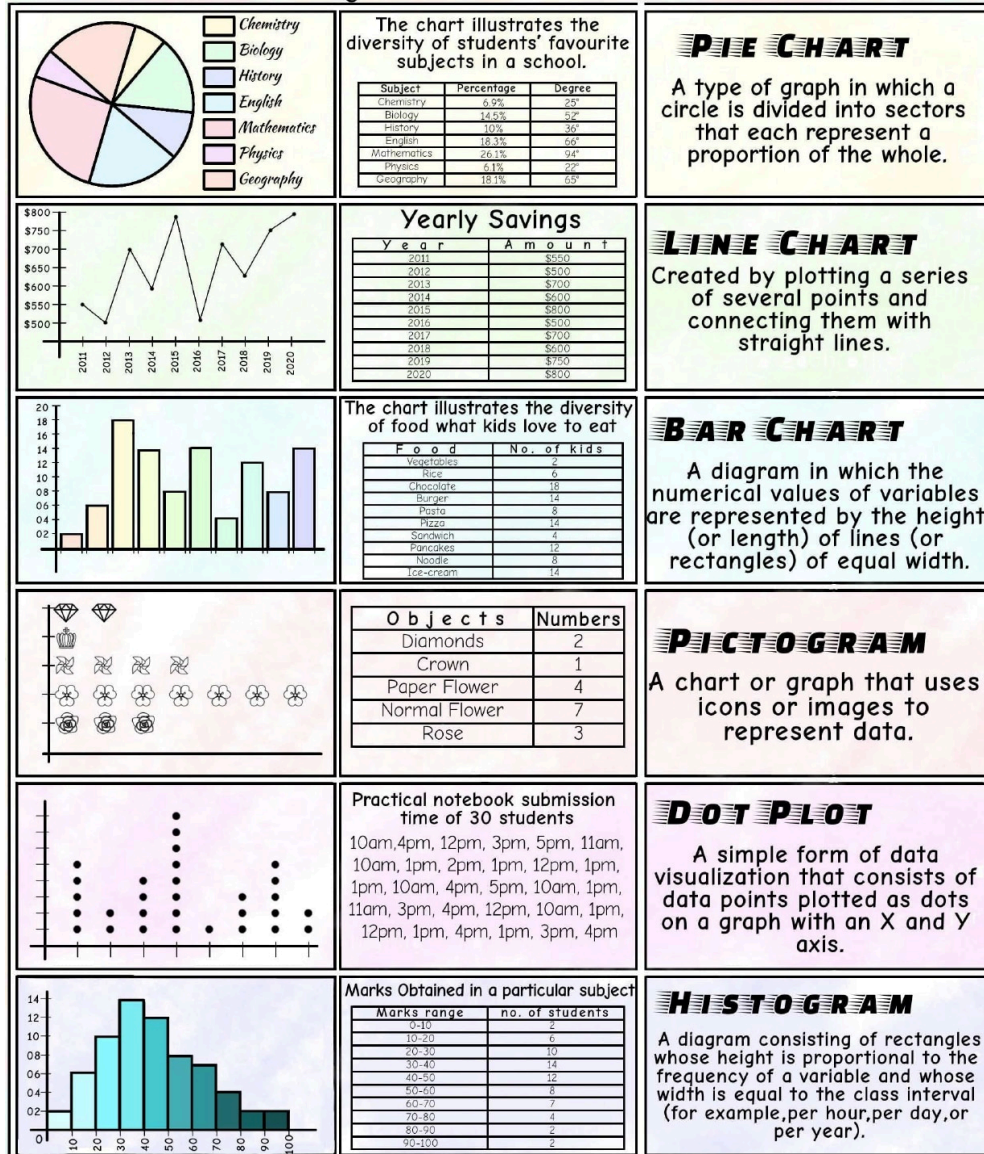 Chemistry
Biology
History
English
Mathematics
Physics
Geography
The chart illustrates the
diversity of students' favourite
subjects in a school.
Subject Percentage Degree
Chemistry 6.9% 25°
Biology 14.5% 52°
History 10% 36°
English 18.3% 66°
Mathematics 26.1% 94°
Physics 6.1% 22°
Geography 18.1% 65°
PIE CHART
A type of graph in which a
circle is divided into sectors
that each represent a
proportion of the whole.
$800
$750
$700
$650
$600
$550
$500
2011 2012 2013 2014 2015 2016 2017 2018 2019 2020
Yearly Savings
Year Amount
2011 $550
2012 $500
2013 $700
2014 $600
2015 $800
2016 $500
2017 $700
2018 $600
2019 $750
2020 $800
LINE CHART
Created by plotting a series
of several points and
connecting them with
straight lines.
20
18
16
14
12
10
08
06
04
02
The chart illustrates the diversity
of food what kids love to eat
Food No. of kids
Vegetables 2
Rice 6
Chocolate 18
Burger 14
Pasta 8
Pizza 14
Sandwich 4
Pancakes 12
Noodle 8
Ice-cream 14
BAR CHART
A diagram in which the
numerical values of variables
are represented by the height
(or length) of lines (or
rectangles) of equal width.
Objects Numbers
Diamonds 2
Crown 1
Paper Flower 4
Normal Flower 7
Rose 3
PICTOGRAM
A chart or graph that uses
icons or images to
represent data.
Practical notebook submission
time of 30 students
10am,4pm, 12pm, 3pm, 5pm, 11am,
10am, 1pm, 2pm, 1pm, 12pm, 1pm,
1pm, 10am, 4pm, 5pm, 10am, 1pm,
11am, 3pm, 4pm, 12pm, 10am, 1pm,
12pm, 1pm, 4pm, 1pm, 3pm, 4pm
DOT PLOT
A simple form of data
visualization that consists of
data points plotted as dots
on a graph with an X and Y
axis.
14
12
10
08
06
04
02
0
10 20 30 40 50 60 70 80 90 100
Marks Obtained in a particular subject
Marks range no. of students
0-10 2
10-20 6
20-30 10
30-40 14
40-50 12
50-60 8
60-70 7
70-80 4
80-90 2
90-100 2
HISTOGRAM
A diagram consisting of rectangles
whose height is proportional to the
frequency of a variable and whose
width is equal to the class interval
(for example,per hour,per day,or
per year).